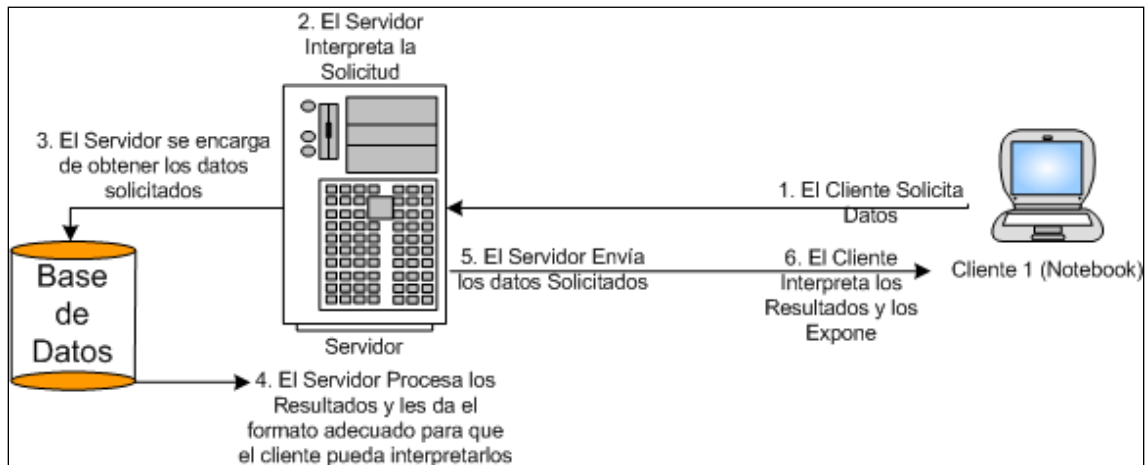 2. El Servidor
Interpreta la
Solicitud
3. El Servidor se encarga
de obtener los datos
solicitados
1. El Cliente Solicita
Datos
Base
de
Datos
5. El Servidor Envía
los datos Solicitados
6. El Cliente
Interpreta los
Resultados y los
Expone
Cliente 1 (Notebook)
Servidor
4. El Servidor Procesa los
Resultados y les da el
formato adecuado para que
el cliente pueda interpretarlos